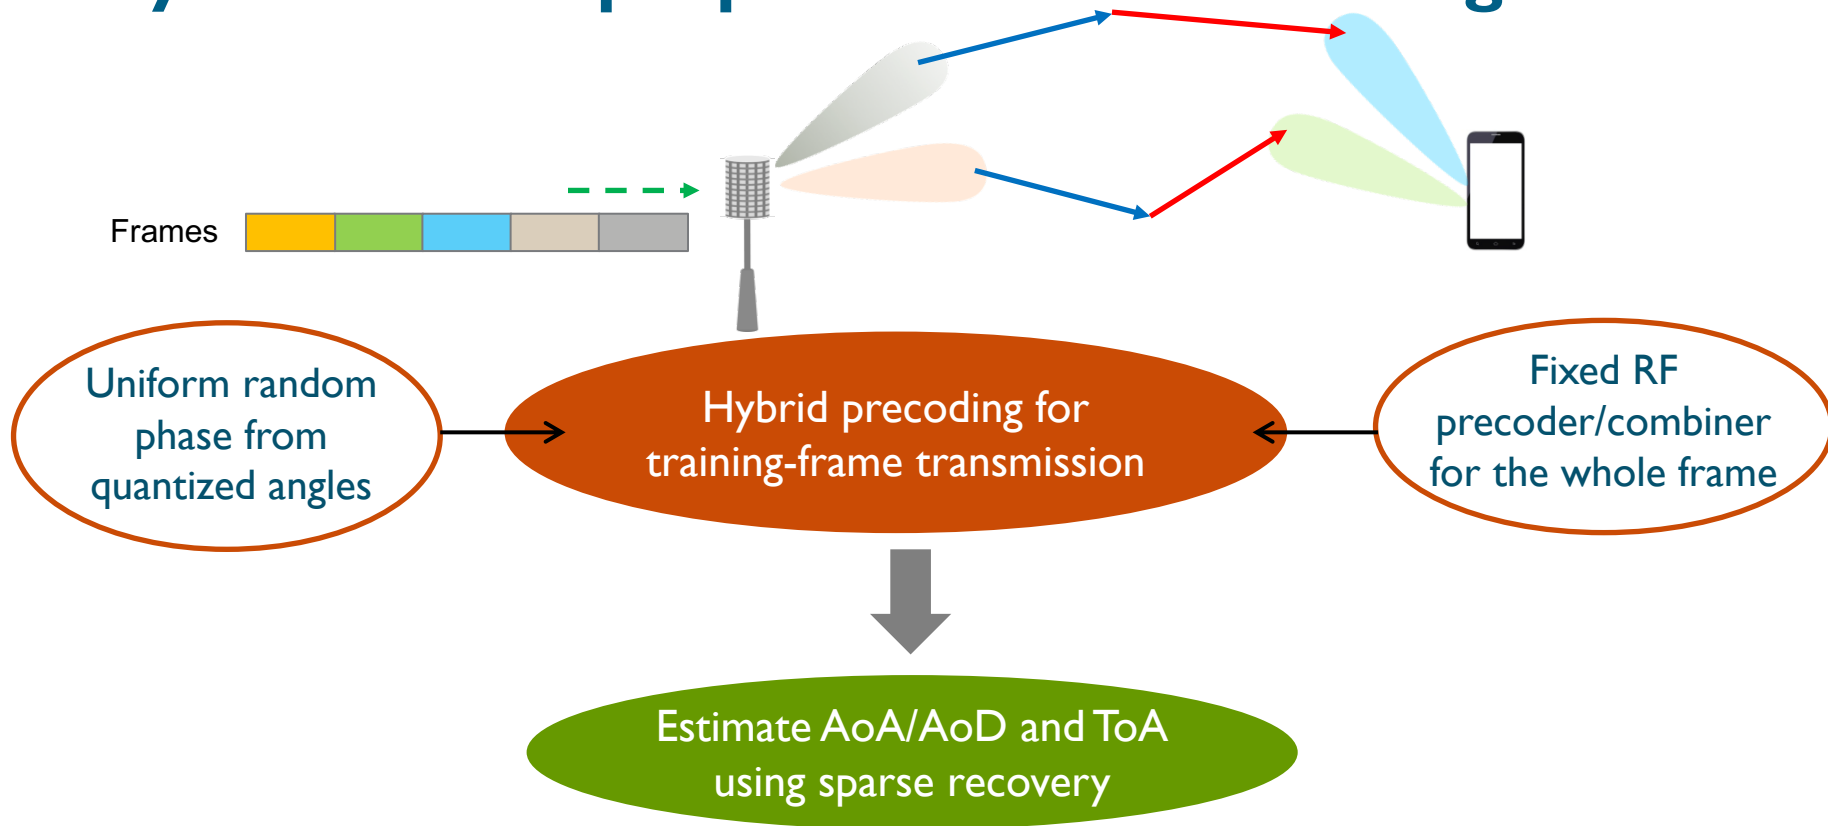 Frames
Uniform random
phase from
quantized angles
Hybrid precoding for
training-frame transmission
Fixed RF
precoder/combiner
for the whole frame
Estimate AoA/AoD and ToA
using sparse recovery